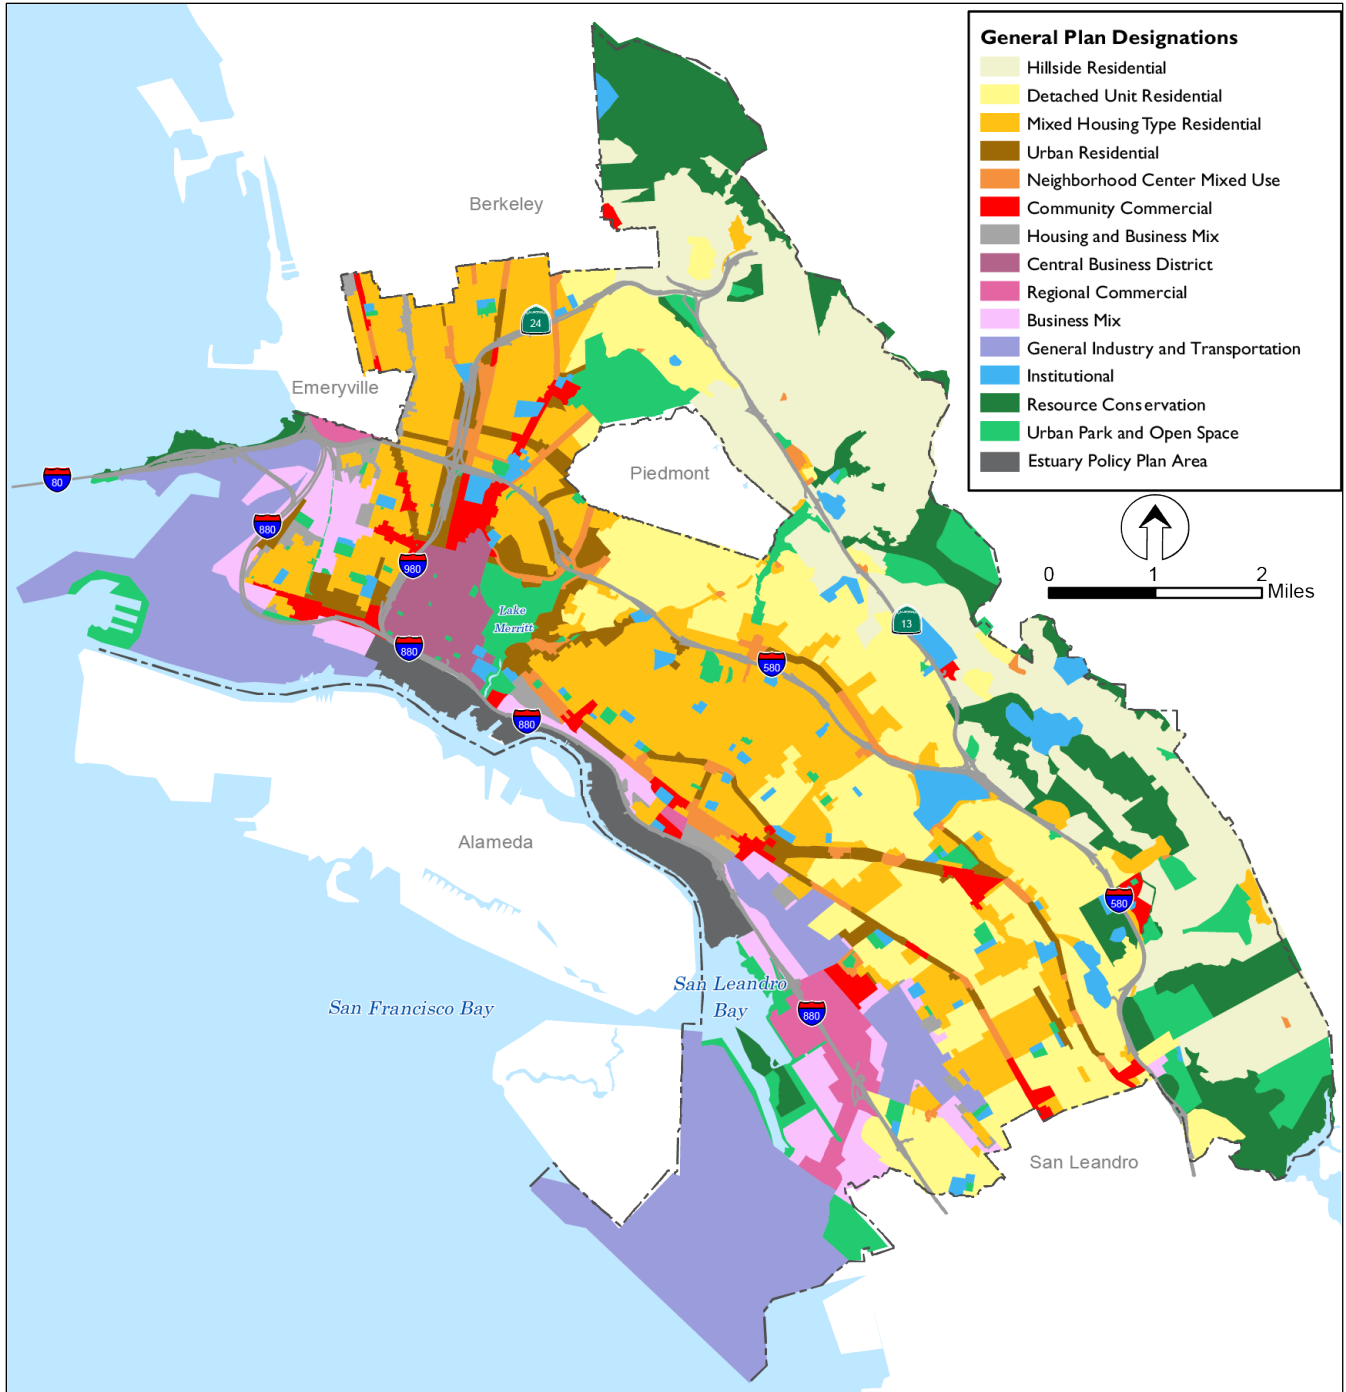 General Plan Designations
Hillside Residential
Detached Unit Residential
Mixed Housing Type Residential
Urban Residential
Neighborhood Center Mixed Use
Community Commercial
Housing and Business Mix
Central Business District
Regional Commercial
Business Mix
General Industry and Transportation
Institutional
Resource Conservation
Urban Park and Open Space
Estuary Policy Plan Area
Berkeley
24
Emeryville
Piedmont
80
880
980
0 1 2 Miles
Lake
Merritt
13
880
580
880
Alameda
580
San Leandro
Bay
San Francisco Bay
880
San Leandro